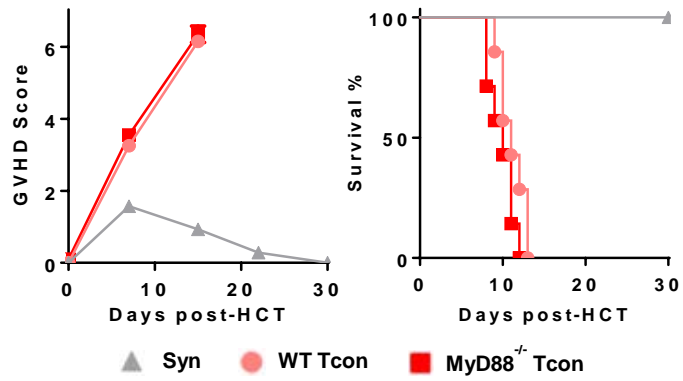 GVHD Score
6
4
2
0
0 10 20 30
Days post-HCT
Survival %
100
50
0
0 10 20 30
Days post-HCT
Syn WT Tcon MyD88-/- Tcon